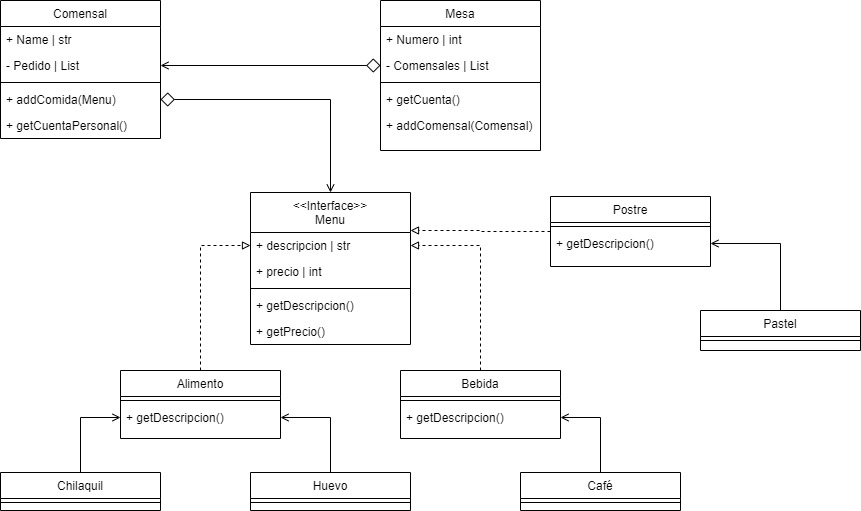 Comensal
+ Name | str
- Pedido | List
+ addComida(Menu)
+ getCuentaPersonal()
Mesa
+ Numero | int
- Comensales | List
+ getCuenta()
+ addComensal(Comensal)
<<Interface>>
Menu
+ descripcion | str
+ precio | int
+ getDescripcion()
+ getPrecio()
Postre
+ getDescripcion()
Pastel
Alimento
+ getDescripcion()
Bebida
+ getDescripcion()
Chilaquil
Huevo
Café